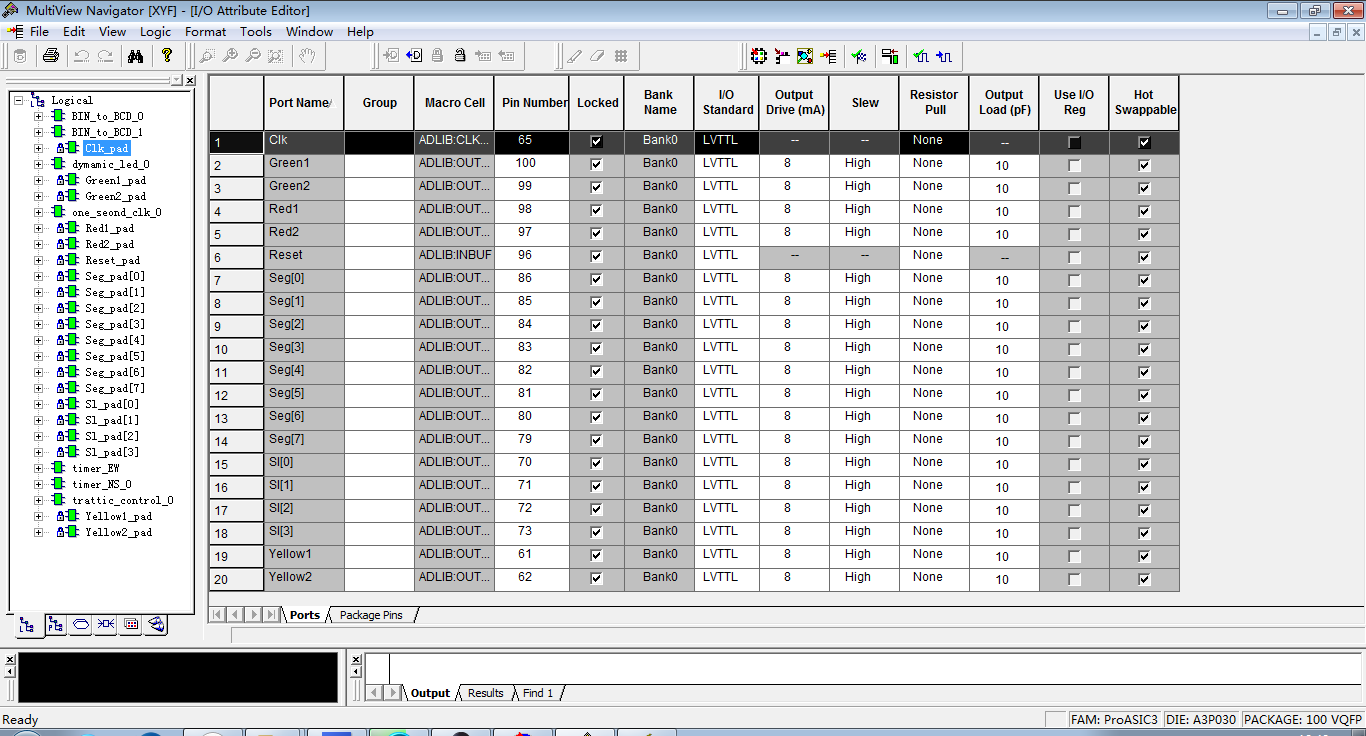 MultiView Navigator [XYF] - [I/O Attribute Editor]
File Edit View Logic Format Tools Window Help
Logical
BIN_to_BCD_0
BIN_to_BCD_1
Clk_pad
dynamic_led_0
Green1_pad
Green2_pad
one_seond_clk_0
Red1_pad
Red2_pad
Reset_pad
Seg_pad[0]
Seg_pad[1]
Seg_pad[2]
Seg_pad[3]
Seg_pad[4]
Seg_pad[5]
Seg_pad[6]
Seg_pad[7]
Sl_pad[0]
Sl_pad[1]
Sl_pad[2]
Sl_pad[3]
timer_EW
timer_NS_0
trattic_control_0
Yellow1_pad
Yellow2_pad
Port Name/ Group Macro Cell Pin Number Locked Bank Name I/O Standard Output Drive (mA) Slew Resistor Pull Output Load (pF) Use I/O Reg Hot Swappable
1 Clk ADLIB:CLK... 65 Bank0 LVTTL -- -- None --
2 Green1 ADLIB:OUT... 100 Bank0 LVTTL 8 High None 10
3 Green2 ADLIB:OUT... 99 Bank0 LVTTL 8 High None 10
4 Red1 ADLIB:OUT... 98 Bank0 LVTTL 8 High None 10
5 Red2 ADLIB:OUT... 97 Bank0 LVTTL 8 High None 10
6 Reset ADLIB:INBUF 96 Bank0 LVTTL -- -- None --
7 Seg[0] ADLIB:OUT... 86 Bank0 LVTTL 8 High None 10
8 Seg[1] ADLIB:OUT... 85 Bank0 LVTTL 8 High None 10
9 Seg[2] ADLIB:OUT... 84 Bank0 LVTTL 8 High None 10
10 Seg[3] ADLIB:OUT... 83 Bank0 LVTTL 8 High None 10
11 Seg[4] ADLIB:OUT... 82 Bank0 LVTTL 8 High None 10
12 Seg[5] ADLIB:OUT... 81 Bank0 LVTTL 8 High None 10
13 Seg[6] ADLIB:OUT... 80 Bank0 LVTTL 8 High None 10
14 Seg[7] ADLIB:OUT... 79 Bank0 LVTTL 8 High None 10
15 Sl[0] ADLIB:OUT... 70 Bank0 LVTTL 8 High None 10
16 Sl[1] ADLIB:OUT... 71 Bank0 LVTTL 8 High None 10
17 Sl[2] ADLIB:OUT... 72 Bank0 LVTTL 8 High None 10
18 Sl[3] ADLIB:OUT... 73 Bank0 LVTTL 8 High None 10
19 Yellow1 ADLIB:OUT... 61 Bank0 LVTTL 8 High None 10
20 Yellow2 ADLIB:OUT... 62 Bank0 LVTTL 8 High None 10
Ports Package Pins
Output Results Find 1
Ready FAM: ProASIC3 DIE: A3P030 PACKAGE: 100 VQFP